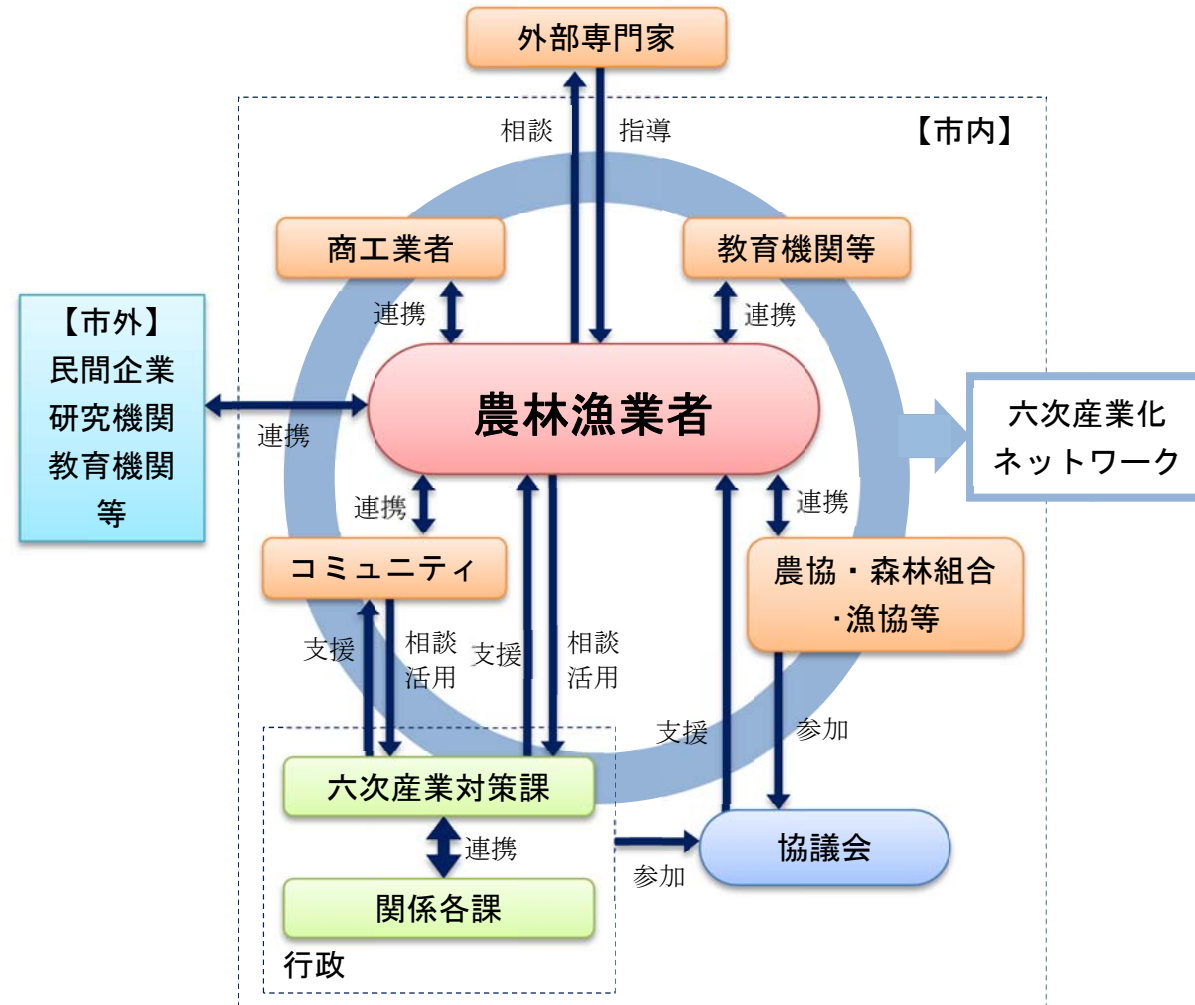 外部専門家
相談
指導
【市内】
商工業者
教育機関等
連携
連携
【市外】
民間企業
研究機関
教育機関
等
農林漁業者
連携
六次産業化
ネットワーク
連携
連携
コミュニティ
農協・森林組合
・漁協等
支援
相談
活用
支援
相談
活用
支援
参加
六次産業対策課
連携
参加
協議会
関係各課
行政